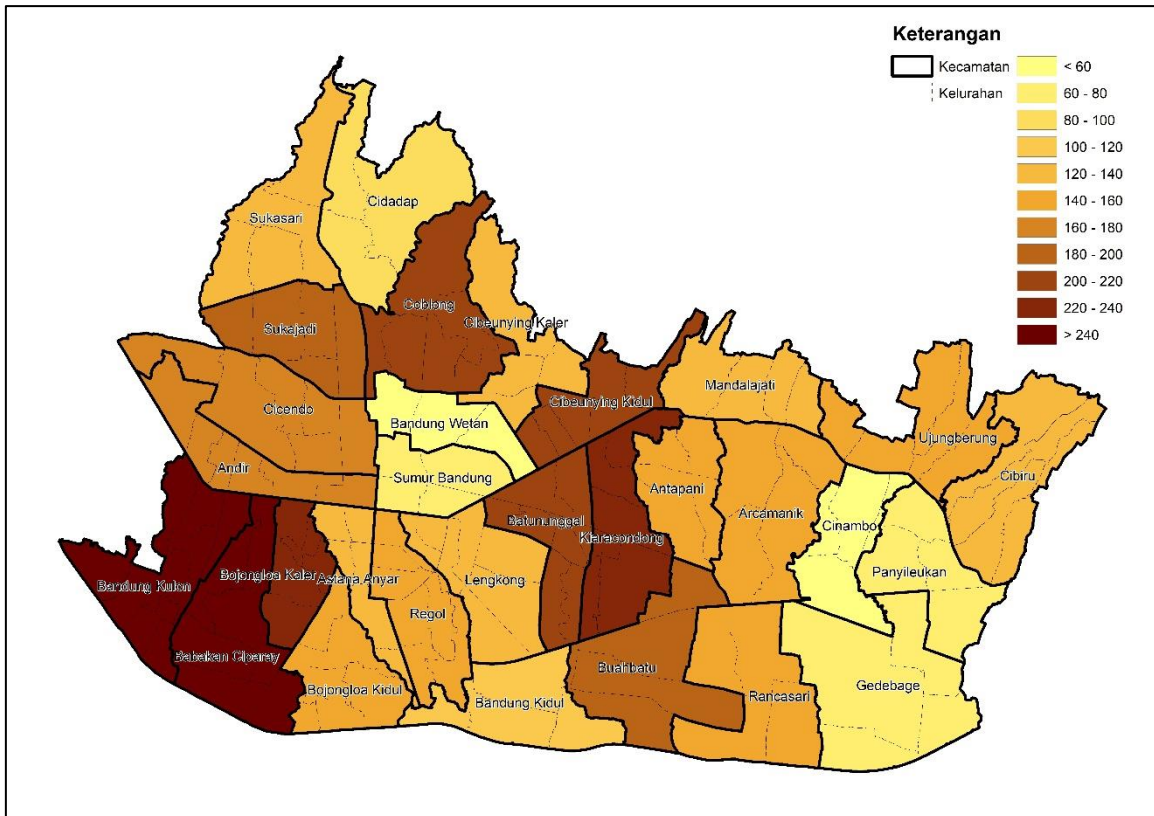 Keterangan
Kecamatan
Kelurahan
< 60
60 - 80
80 - 100
100 - 120
120 - 140
140 - 160
160 - 180
180 - 200
200 - 220
220 - 240
> 240
Cidadap
Sukasari
Coblong
Sukajadi
Cibeunying Kaler
Mandalajati
Cicendo
Cibeunying Kidul
Bandung Wetan
Ujungberung
Andir
Sumur Bandung
Cibiru
Antapani
Arcamanik
Batununggal
Cinambo
Kiaracondong
Panyileukan
Bandung Kulon
Bojongloa Kaler
Astana Anyar
Lengkong
Regol
Babakan Ciparay
Buahbatu
Bojongloa Kidul
Rancasari
Gedebage
Bandung Kidul